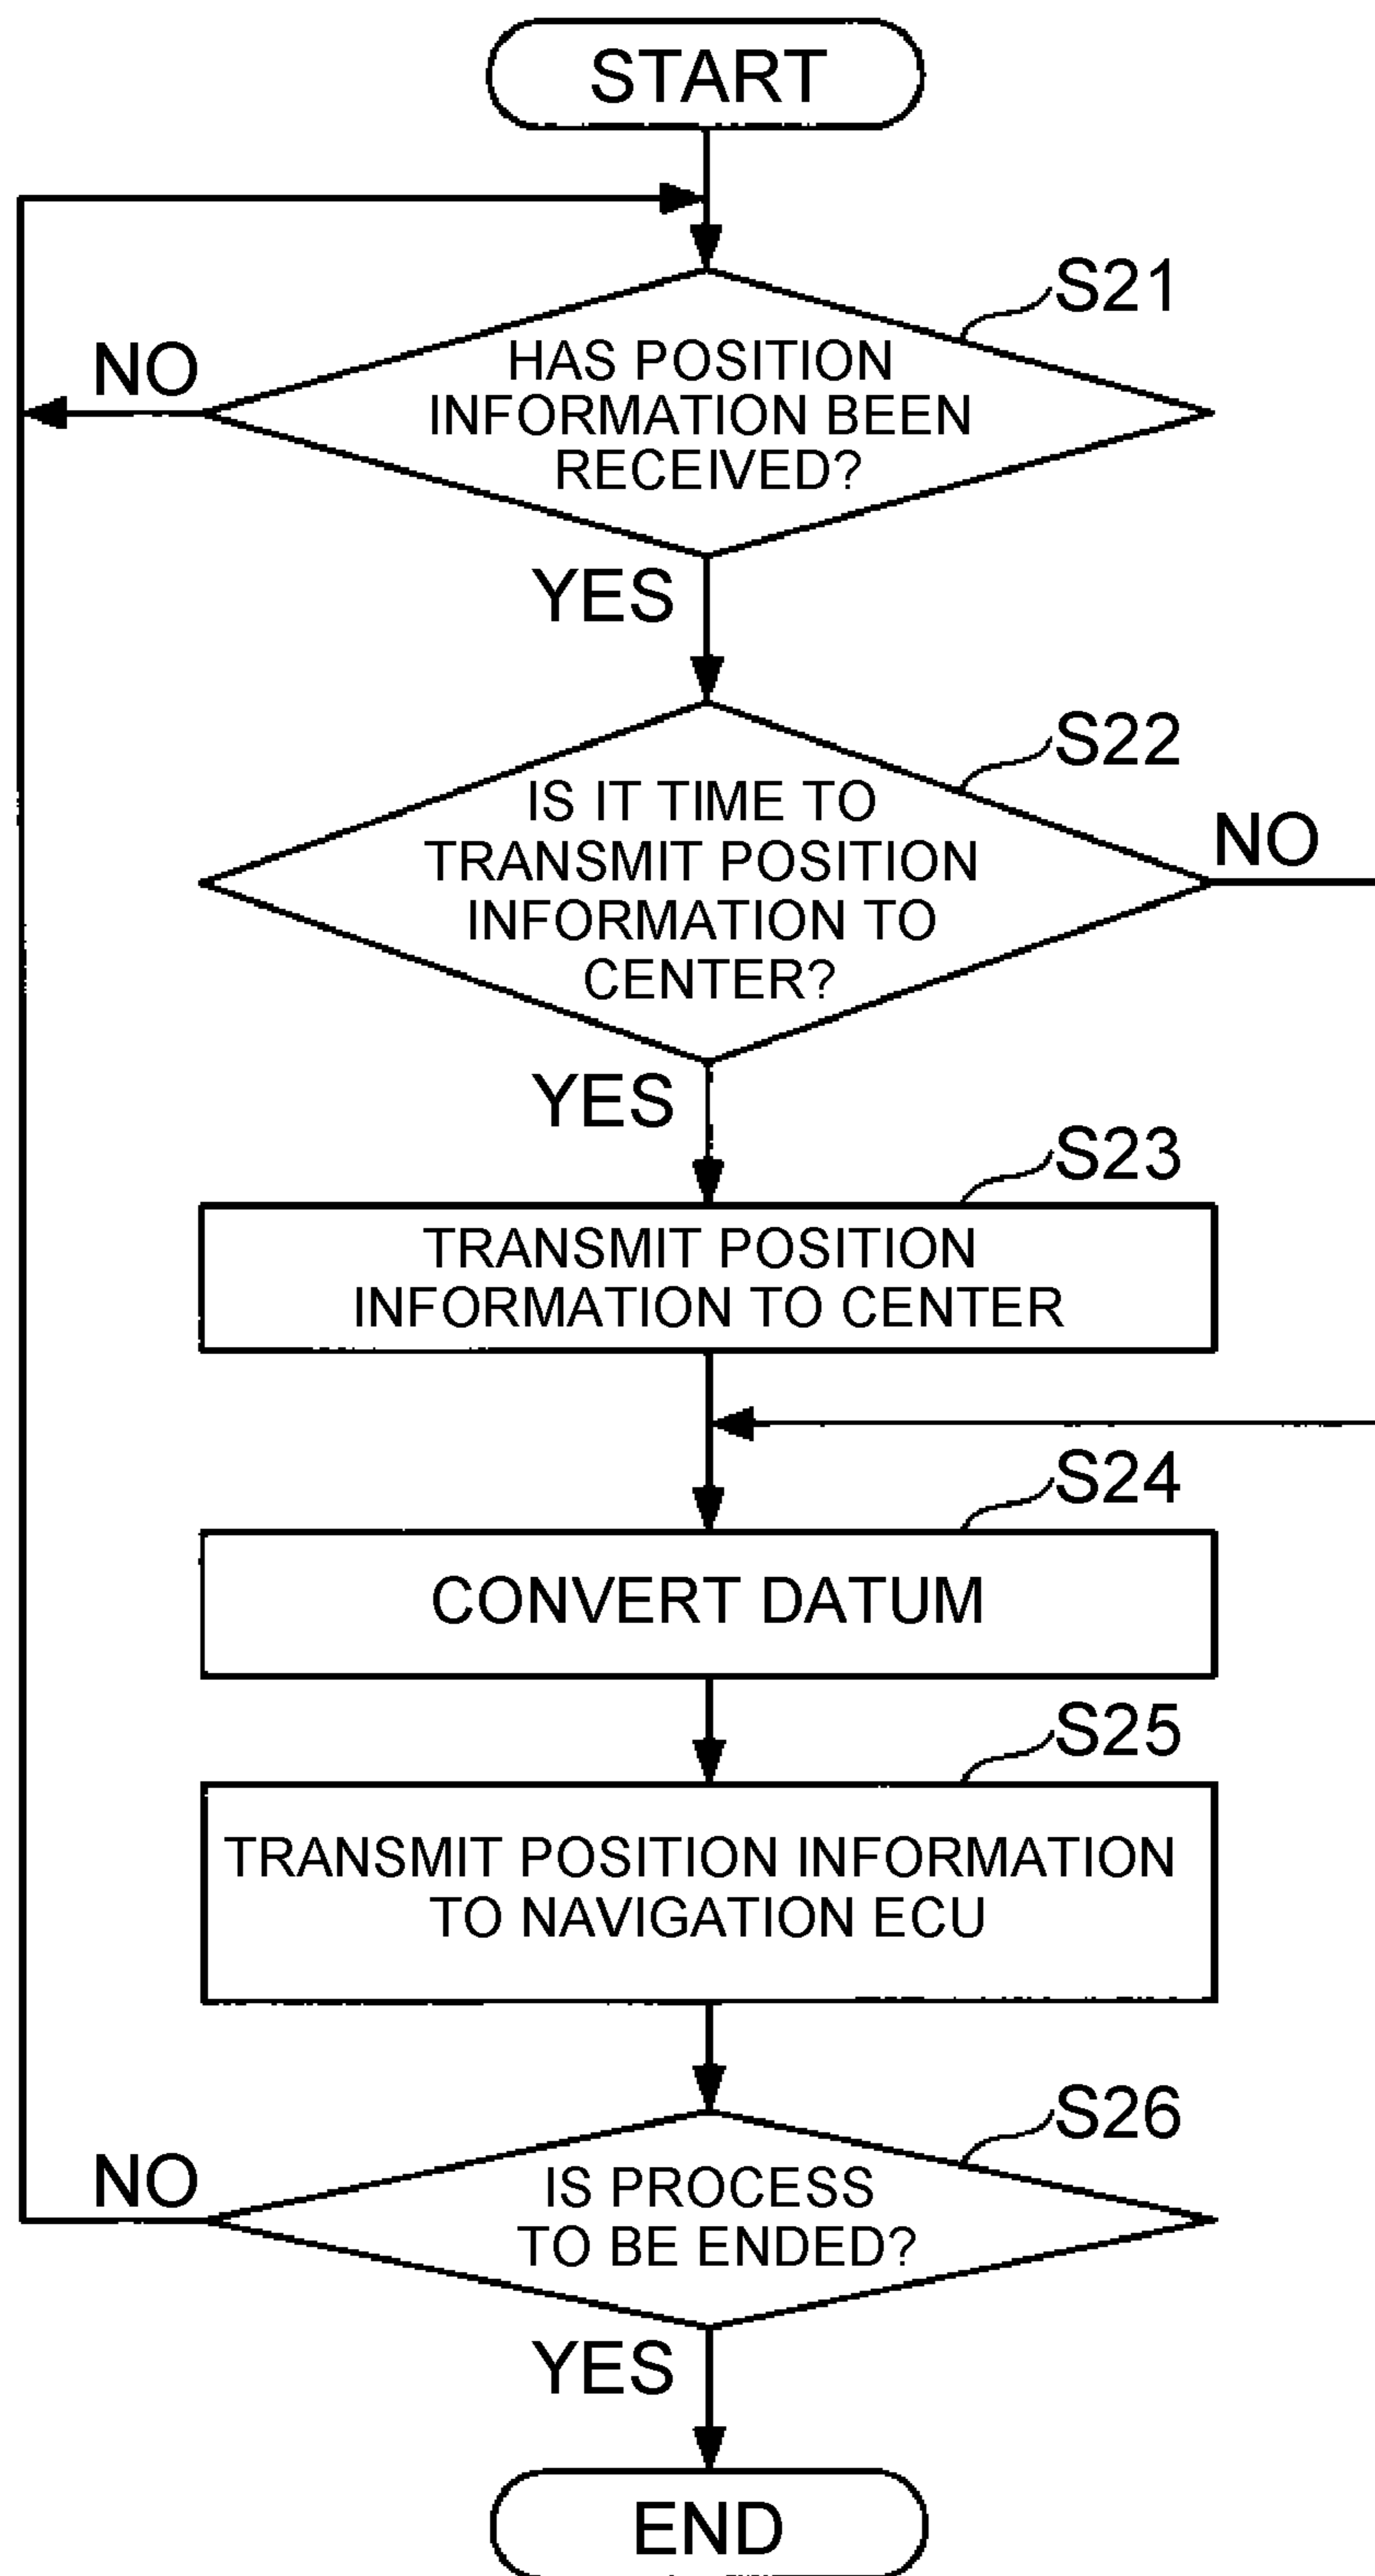 START
S21
HAS POSITION
INFORMATION BEEN
RECEIVED?
NO
YES
S22
IS IT TIME TO
TRANSMIT POSITION
INFORMATION TO
CENTER?
NO
YES
S23
TRANSMIT POSITION
INFORMATION TO CENTER
S24
CONVERT DATUM
S25
TRANSMIT POSITION INFORMATION
TO NAVIGATION ECU
S26
IS PROCESS
TO BE ENDED?
NO
YES
END